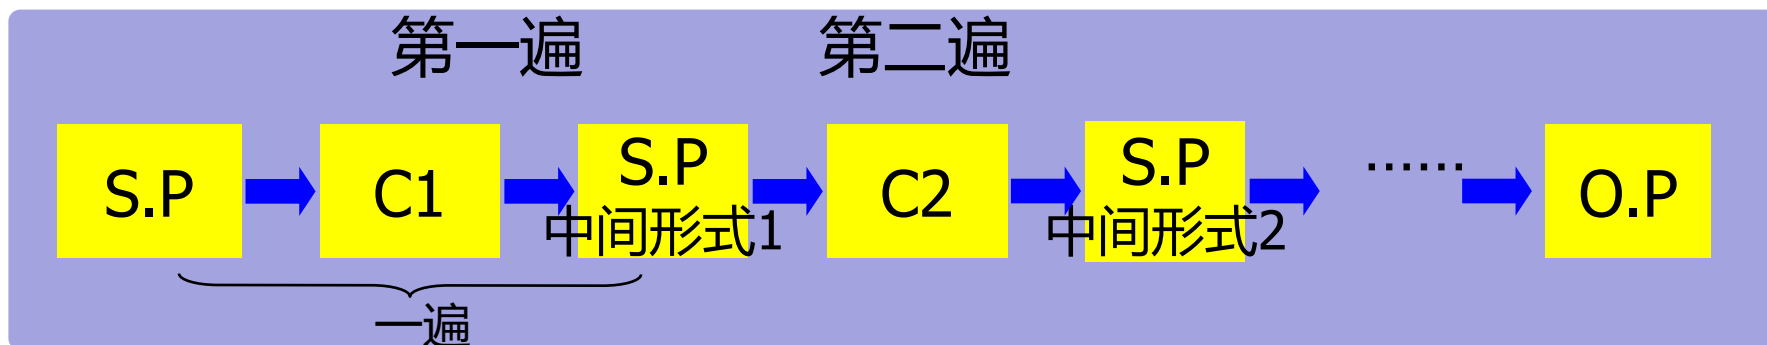 第一遍 第二遍
S.P C1 S.P C2 S.P …… O.P
中间形式1 中间形式2
一遍